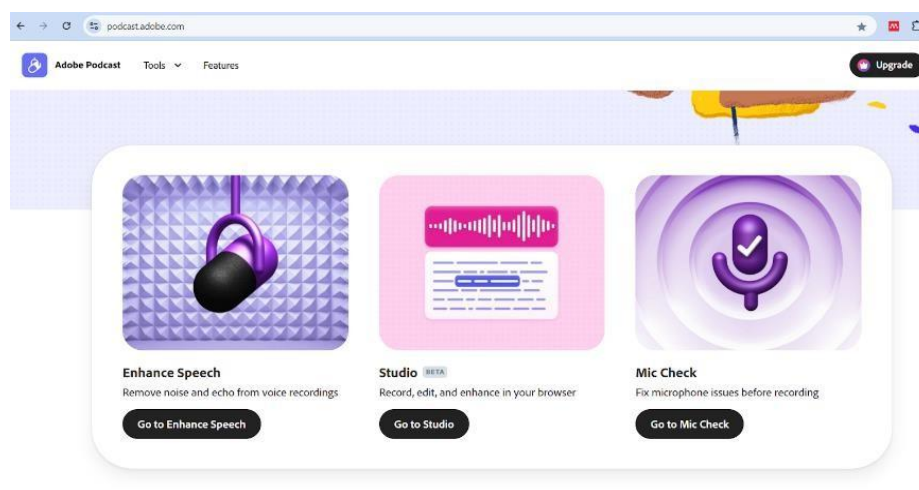 podcast.adobe.com
Adobe Podcast Tools Features Upgrade
Enhance Speech Studio BETA Mic Check
Remove noise and echo from voice recordings Record, edit, and enhance in your browser Fix microphone issues before recording
Go to Enhance Speech Go to Studio Go to Mic Check